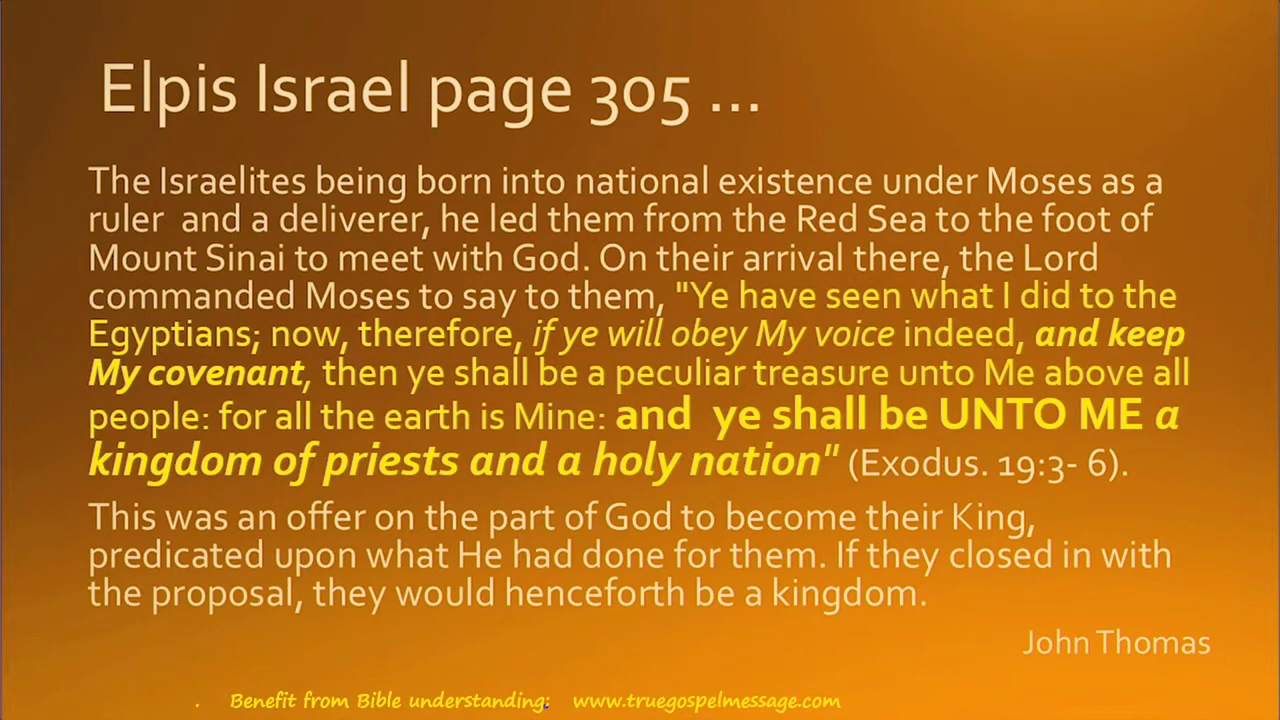 Elpis Israel page 305 ...
The Israelites being born into national existence under Moses as a
ruler  and a deliverer, he led them from the Red Sea to the foot of
Mount Sinai to meet with God. On their arrival there, the Lord
commanded Moses to say to them, "Ye have seen what I did to the
Egyptians; now, therefore, if ye will obey My voice indeed, and keep
My covenant, then ye shall be a peculiar treasure unto Me above all
people: for all the earth is Mine: and  ye shall be UNTO ME a
kingdom of priests and a holy nation" (Exodus. 19:3- 6).
This was an offer on the part of God to become their King,
predicated upon what He had done for them. If they closed in with
the proposal, they would henceforth be a kingdom.
John Thomas
. Benefit from Bible understanding: www.truegospelmessage.com